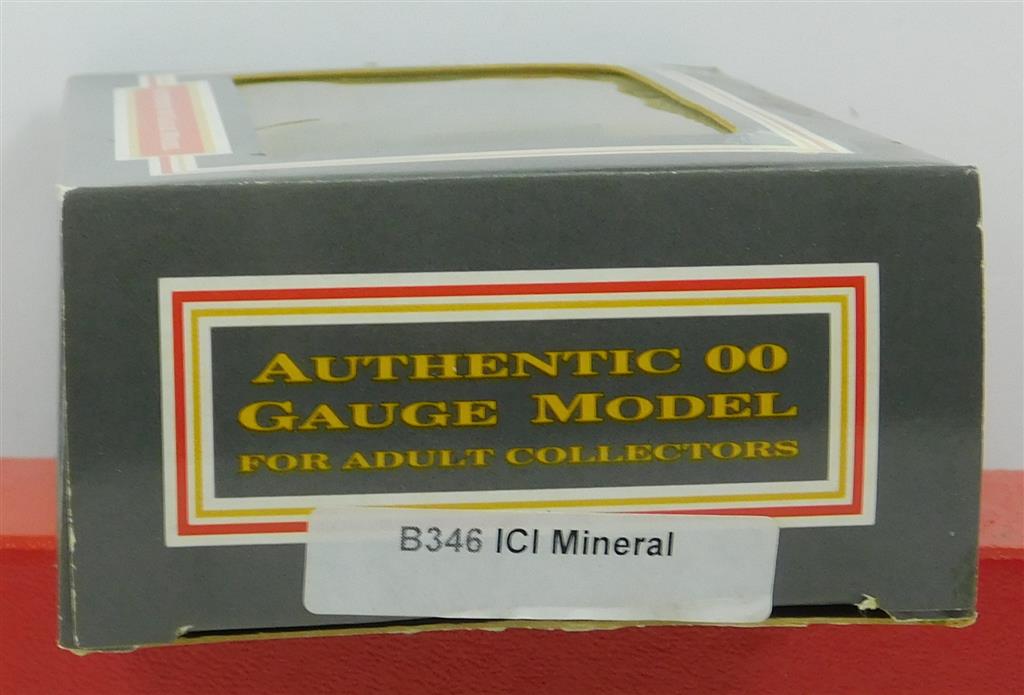 AUTHENTIC 00
GAUGE MODEL
FOR ADULT COLLECTORS
B346 ICI Mineral